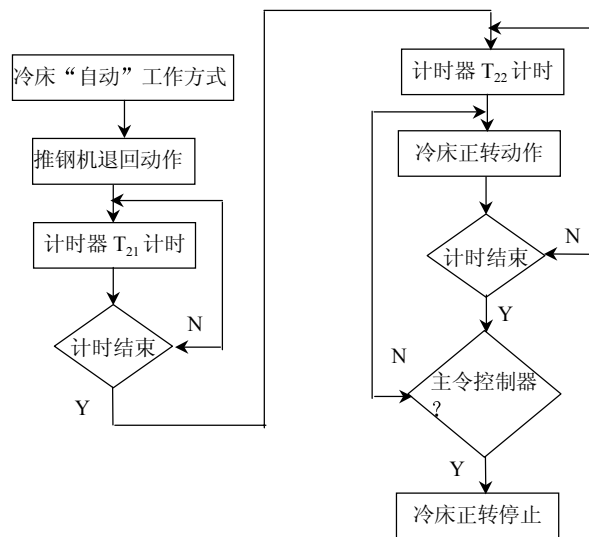 冷床“自动”工作方式
推钢机退回动作
计时器 T21 计时
计时结束
N
Y
计时器 T22 计时
冷床正转动作
计时结束
N
Y
主令控制器
?
N
Y
冷床正转停止